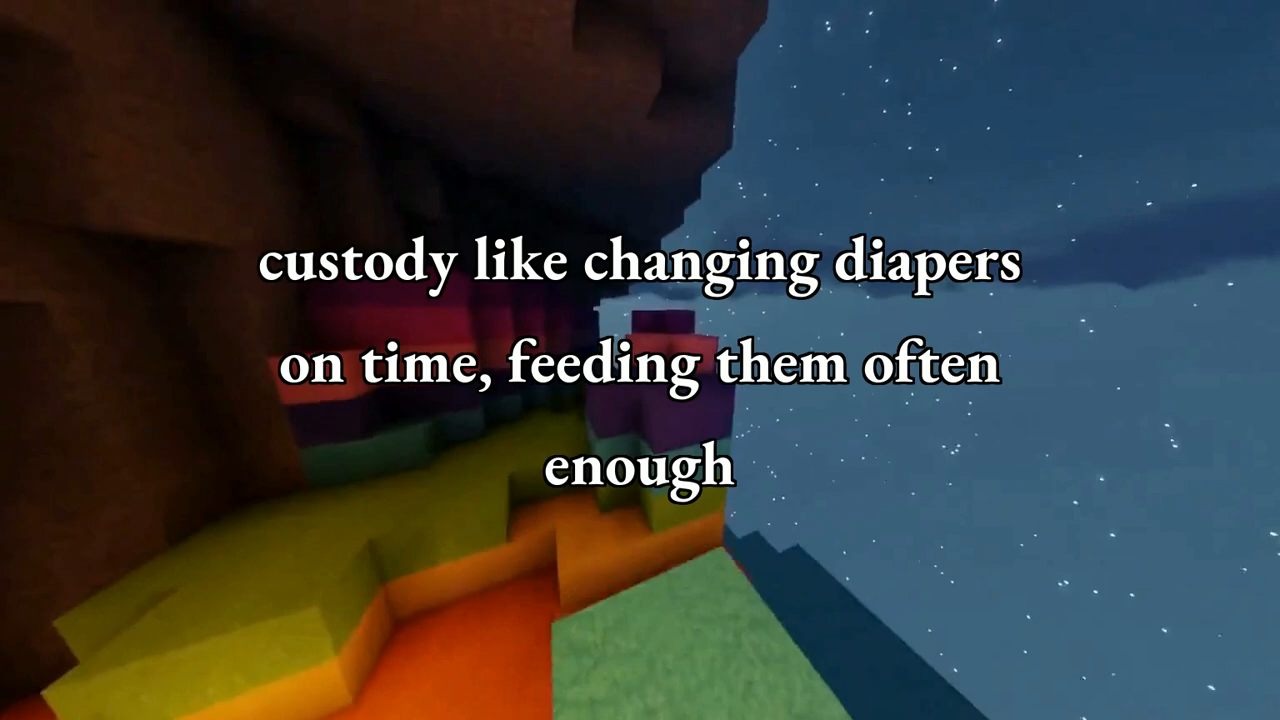 custody like changing diapers
on time, feeding them often
enough